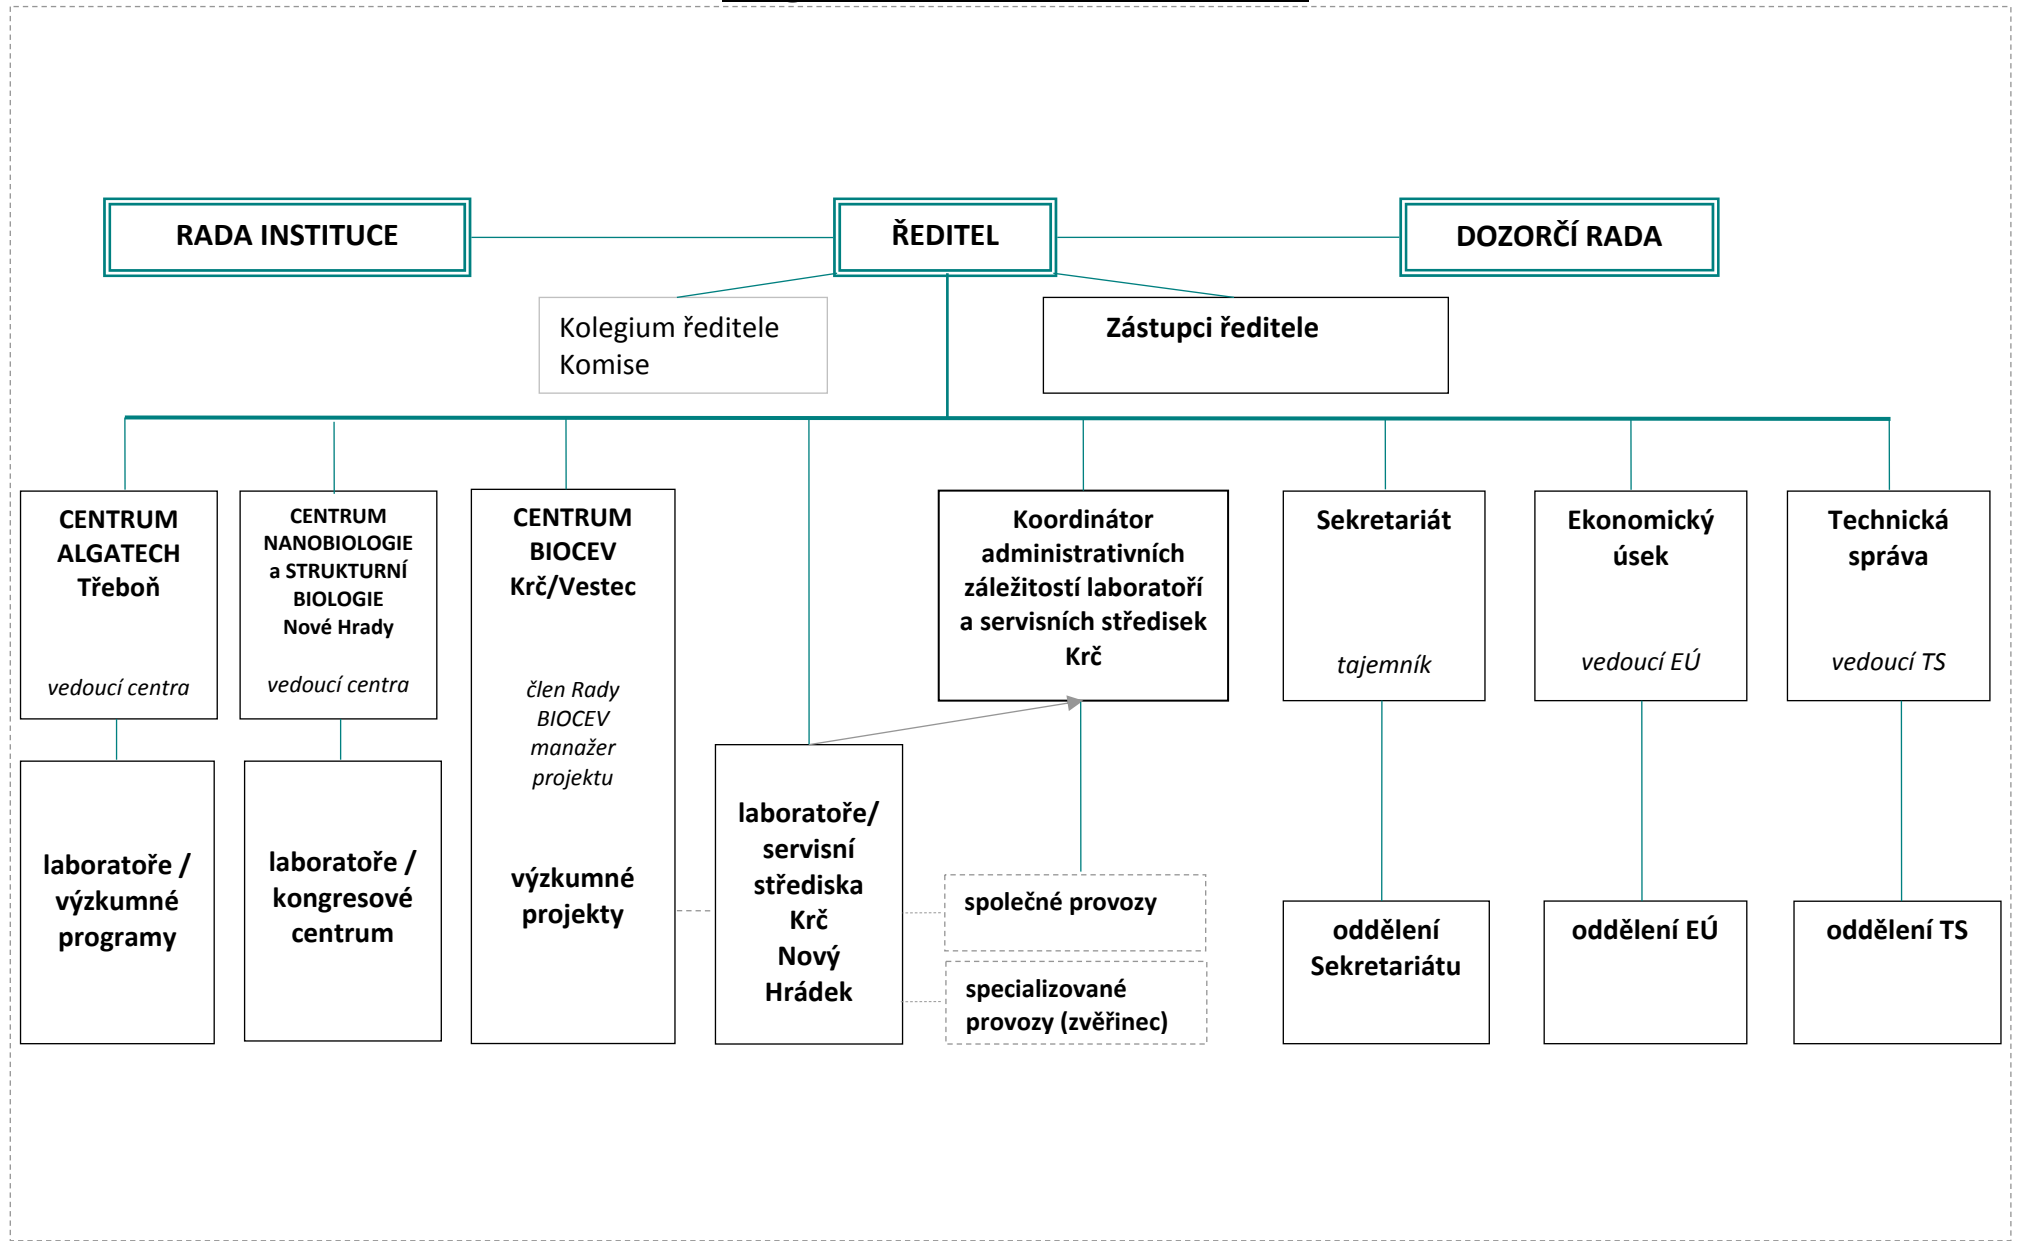 RADA INSTITUCE
ŘEDITEL
DOZORČÍ RADA
Kolegium ředitele
Komise
Zástupci ředitele
CENTRUM
ALGATECH
Třeboň
vedoucí centra
CENTRUM
NANOBIOLOGIE
a STRUKTURNÍ
BIOLOGIE
Nové Hrady
vedoucí centra
CENTRUM
BIOCEV
Krč/Vestec
člen Rady
BIOCEV
manažer
projektu
výzkumné
projekty
Koordinátor
administrativních
záležitostí laboratoří
a servisních středisek
Krč
Sekretariát
tajemník
Ekonomický
úsek
vedoucí EÚ
Technická
správa
vedoucí TS
laboratoře /
výzkumné
programy
laboratoře /
kongresové
centrum
laboratoře/
servisní
střediska
Krč
Nový
Hrádek
společné provozy
specializované
provozy (zvěřinec)
oddělení
Sekretariátu
oddělení EÚ
oddělení TS